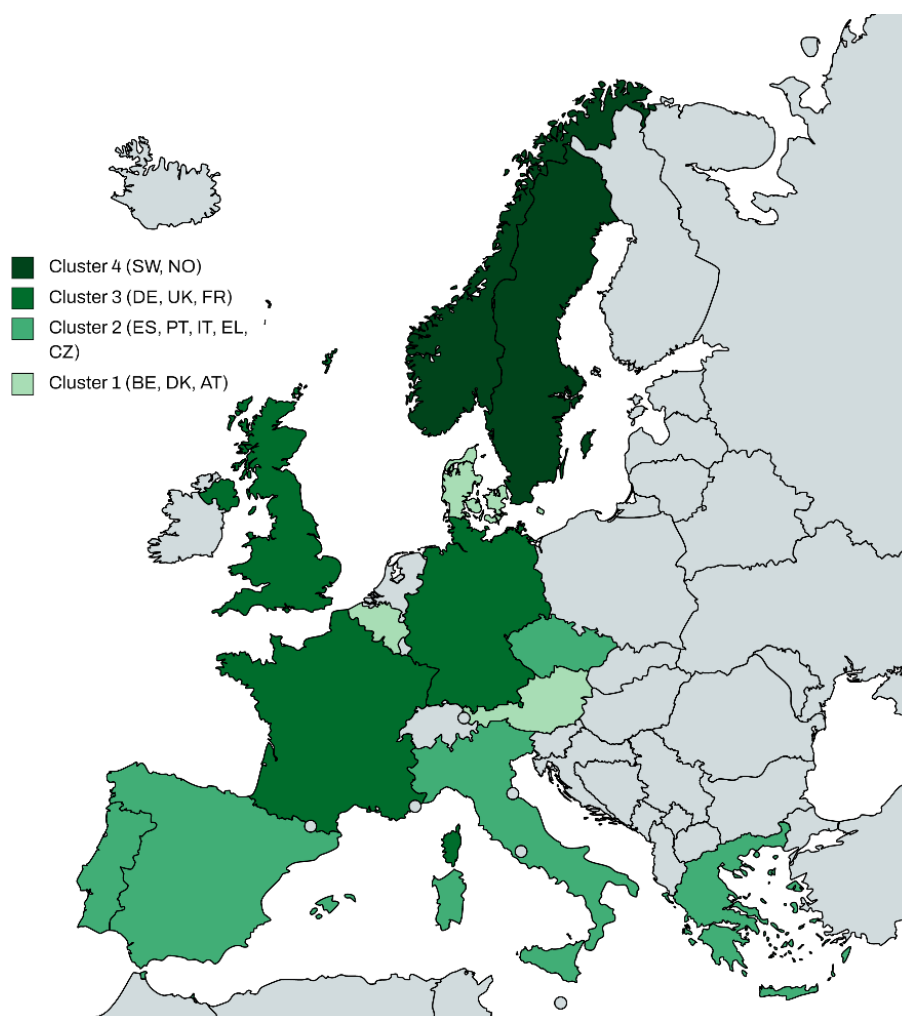 Cluster 4 (SW, NO)
Cluster 3 (DE, UK, FR)
Cluster 2 (ES, PT, IT, EL,
CZ)
Cluster 1 (BE, DK, AT)